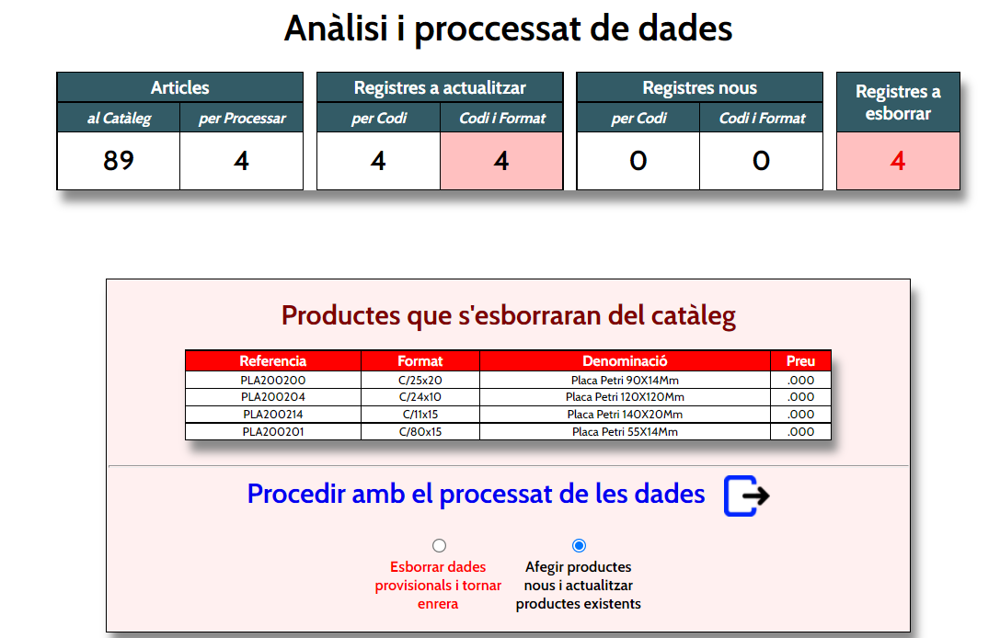 Anàlisi i proccessat de dades
Articles
al Catàleg per Processar
89 4
Registres a actualitzar
per Codi Codi i Format
4 4
Registres nous
per Codi Codi i Format
0 0
Registres a
esborrar
4
Productes que s'esborraran del catàleg
Referencia Format Denominació Preu
PLA200200 C/25x20 Placa Petri 90X14Mm .000
PLA200204 C/24x10 Placa Petri 120X120Mm .000
PLA200214 C/11x15 Placa Petri 140X20Mm .000
PLA200201 C/80x15 Placa Petri 55X14Mm .000
Procedir amb el processat de les dades
Esborrar dades
provisionals i tornar
enrera
Afegir productes
nous i actualitzar
productes existents